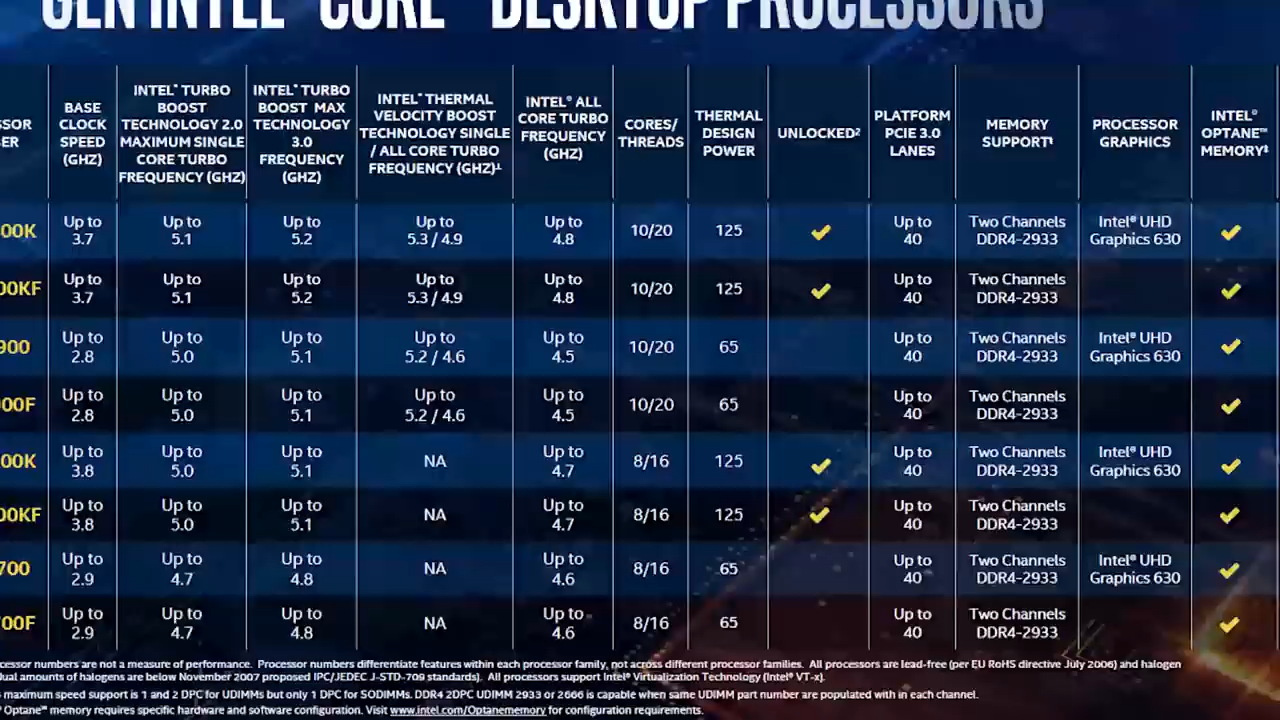 GEN INTEL® CORE™ DESKTOP PROCESSORS
SSOR
ER
BASE
CLOCK
SPEED
(GHZ)
INTEL® TURBO
BOOST
TECHNOLOGY 2.0
MAXIMUM SINGLE
CORE TURBO
FREQUENCY (GHZ)
INTEL® TURBO
BOOST MAX
TECHNOLOGY
3.0
FREQUENCY
(GHZ)
INTEL® THERMAL
VELOCITY BOOST
TECHNOLOGY SINGLE
/ ALL CORE TURBO
FREQUENCY (GHZ)⊥
INTEL® ALL
CORE TURBO
FREQUENCY
(GHZ)
CORES/
THREADS
THERMAL
DESIGN
POWER
UNLOCKED²
PLATFORM
PCIE 3.0
LANES
MEMORY
SUPPORT¶
PROCESSOR
GRAPHICS
INTEL®
OPTANE™
MEMORY‡
00K Up to 3.7 Up to 5.1 Up to 5.2 Up to 5.3 / 4.9 Up to 4.8 10/20 125 ✓ Up to 40 Two Channels DDR4-2933 Intel® UHD Graphics 630 ✓
00KF Up to 3.7 Up to 5.1 Up to 5.2 Up to 5.3 / 4.9 Up to 4.8 10/20 125 ✓ Up to 40 Two Channels DDR4-2933 ✓
900 Up to 2.8 Up to 5.0 Up to 5.1 Up to 5.2 / 4.6 Up to 4.5 10/20 65 Up to 40 Two Channels DDR4-2933 Intel® UHD Graphics 630 ✓
00F Up to 2.8 Up to 5.0 Up to 5.1 Up to 5.2 / 4.6 Up to 4.5 10/20 65 Up to 40 Two Channels DDR4-2933 ✓
00K Up to 3.8 Up to 5.0 Up to 5.1 NA Up to 4.7 8/16 125 ✓ Up to 40 Two Channels DDR4-2933 Intel® UHD Graphics 630 ✓
00KF Up to 3.8 Up to 5.0 Up to 5.1 NA Up to 4.7 8/16 125 ✓ Up to 40 Two Channels DDR4-2933 ✓
700 Up to 2.9 Up to 4.7 Up to 4.8 NA Up to 4.6 8/16 65 Up to 40 Two Channels DDR4-2933 Intel® UHD Graphics 630 ✓
00F Up to 2.9 Up to 4.7 Up to 4.8 NA Up to 4.6 8/16 65 Up to 40 Two Channels DDR4-2933 ✓
cessor numbers are not a measure of performance. Processor numbers differentiate features within each processor family, not across different processor families. All processors are lead-free (per EU RoHS directive July 2006) and halogen
dual amounts of halogens are below November 2007 proposed IPC/JEDEC J-STD-709 standards). All processors support Intel® Virtualization Technology (Intel® VT-x).
maximum speed support is 1 and 2 DPC for UDIMMs but only 1 DPC for SODIMMs. DDR4 2DPC UDIMM 2933 or 2666 is capable when same UDIMM part number are populated with in each channel.
® Optane™ memory requires specific hardware and software configuration. Visit www.intel.com/Optanememory for configuration requirements.